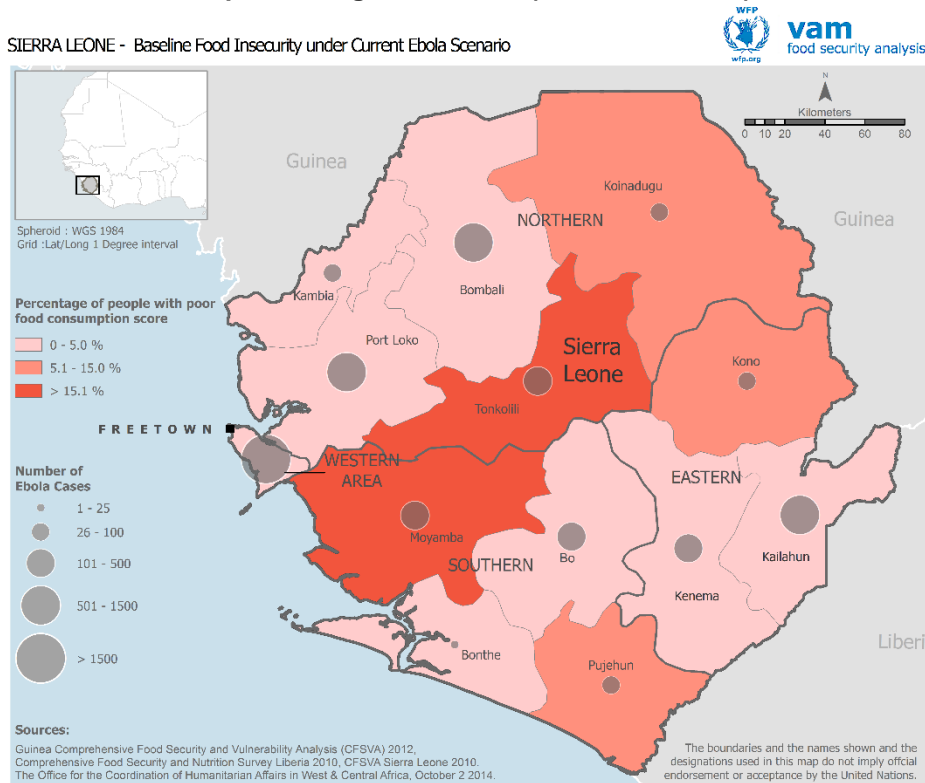 SIERRA LEONE - Baseline Food Insecurity under Current Ebola Scenario
WFP
wfp.org
vam
food security analysis
N
Kilometers
0 10 20 40 60 80
Spheroid : WGS 1984
Grid :Lat/Long 1 Degree interval
Percentage of people with poor
food consumption score
0 - 5.0 %
5.1 - 15.0 %
> 15.1 %
FREETOWN
Number of
Ebola Cases
1 - 25
26 - 100
101 - 500
501 - 1500
> 1500
Guinea
Koinadugu
NORTHERN
Guinea
Kambia
Bombali
Port Loko
Sierra
Leone
Kono
Tonkolili
WESTERN
AREA
EASTERN
Moyamba
SOUTHERN
Bo
Kailahun
Kenema
Bonthe
Pujehun
Liberi
Sources:
Guinea Comprehensive Food Security and Vulnerability Analysis (CFSVA) 2012,
Comprehensive Food Security and Nutrition Survey Liberia 2010, CFSVA Sierra Leone 2010.
The Office for the Coordination of Humanitarian Affairs in West & Central Africa, October 2 2014.
The boundaries and the names shown and the
designations used in this map do not imply offcial
endorsement or acceptance by the United Nations.